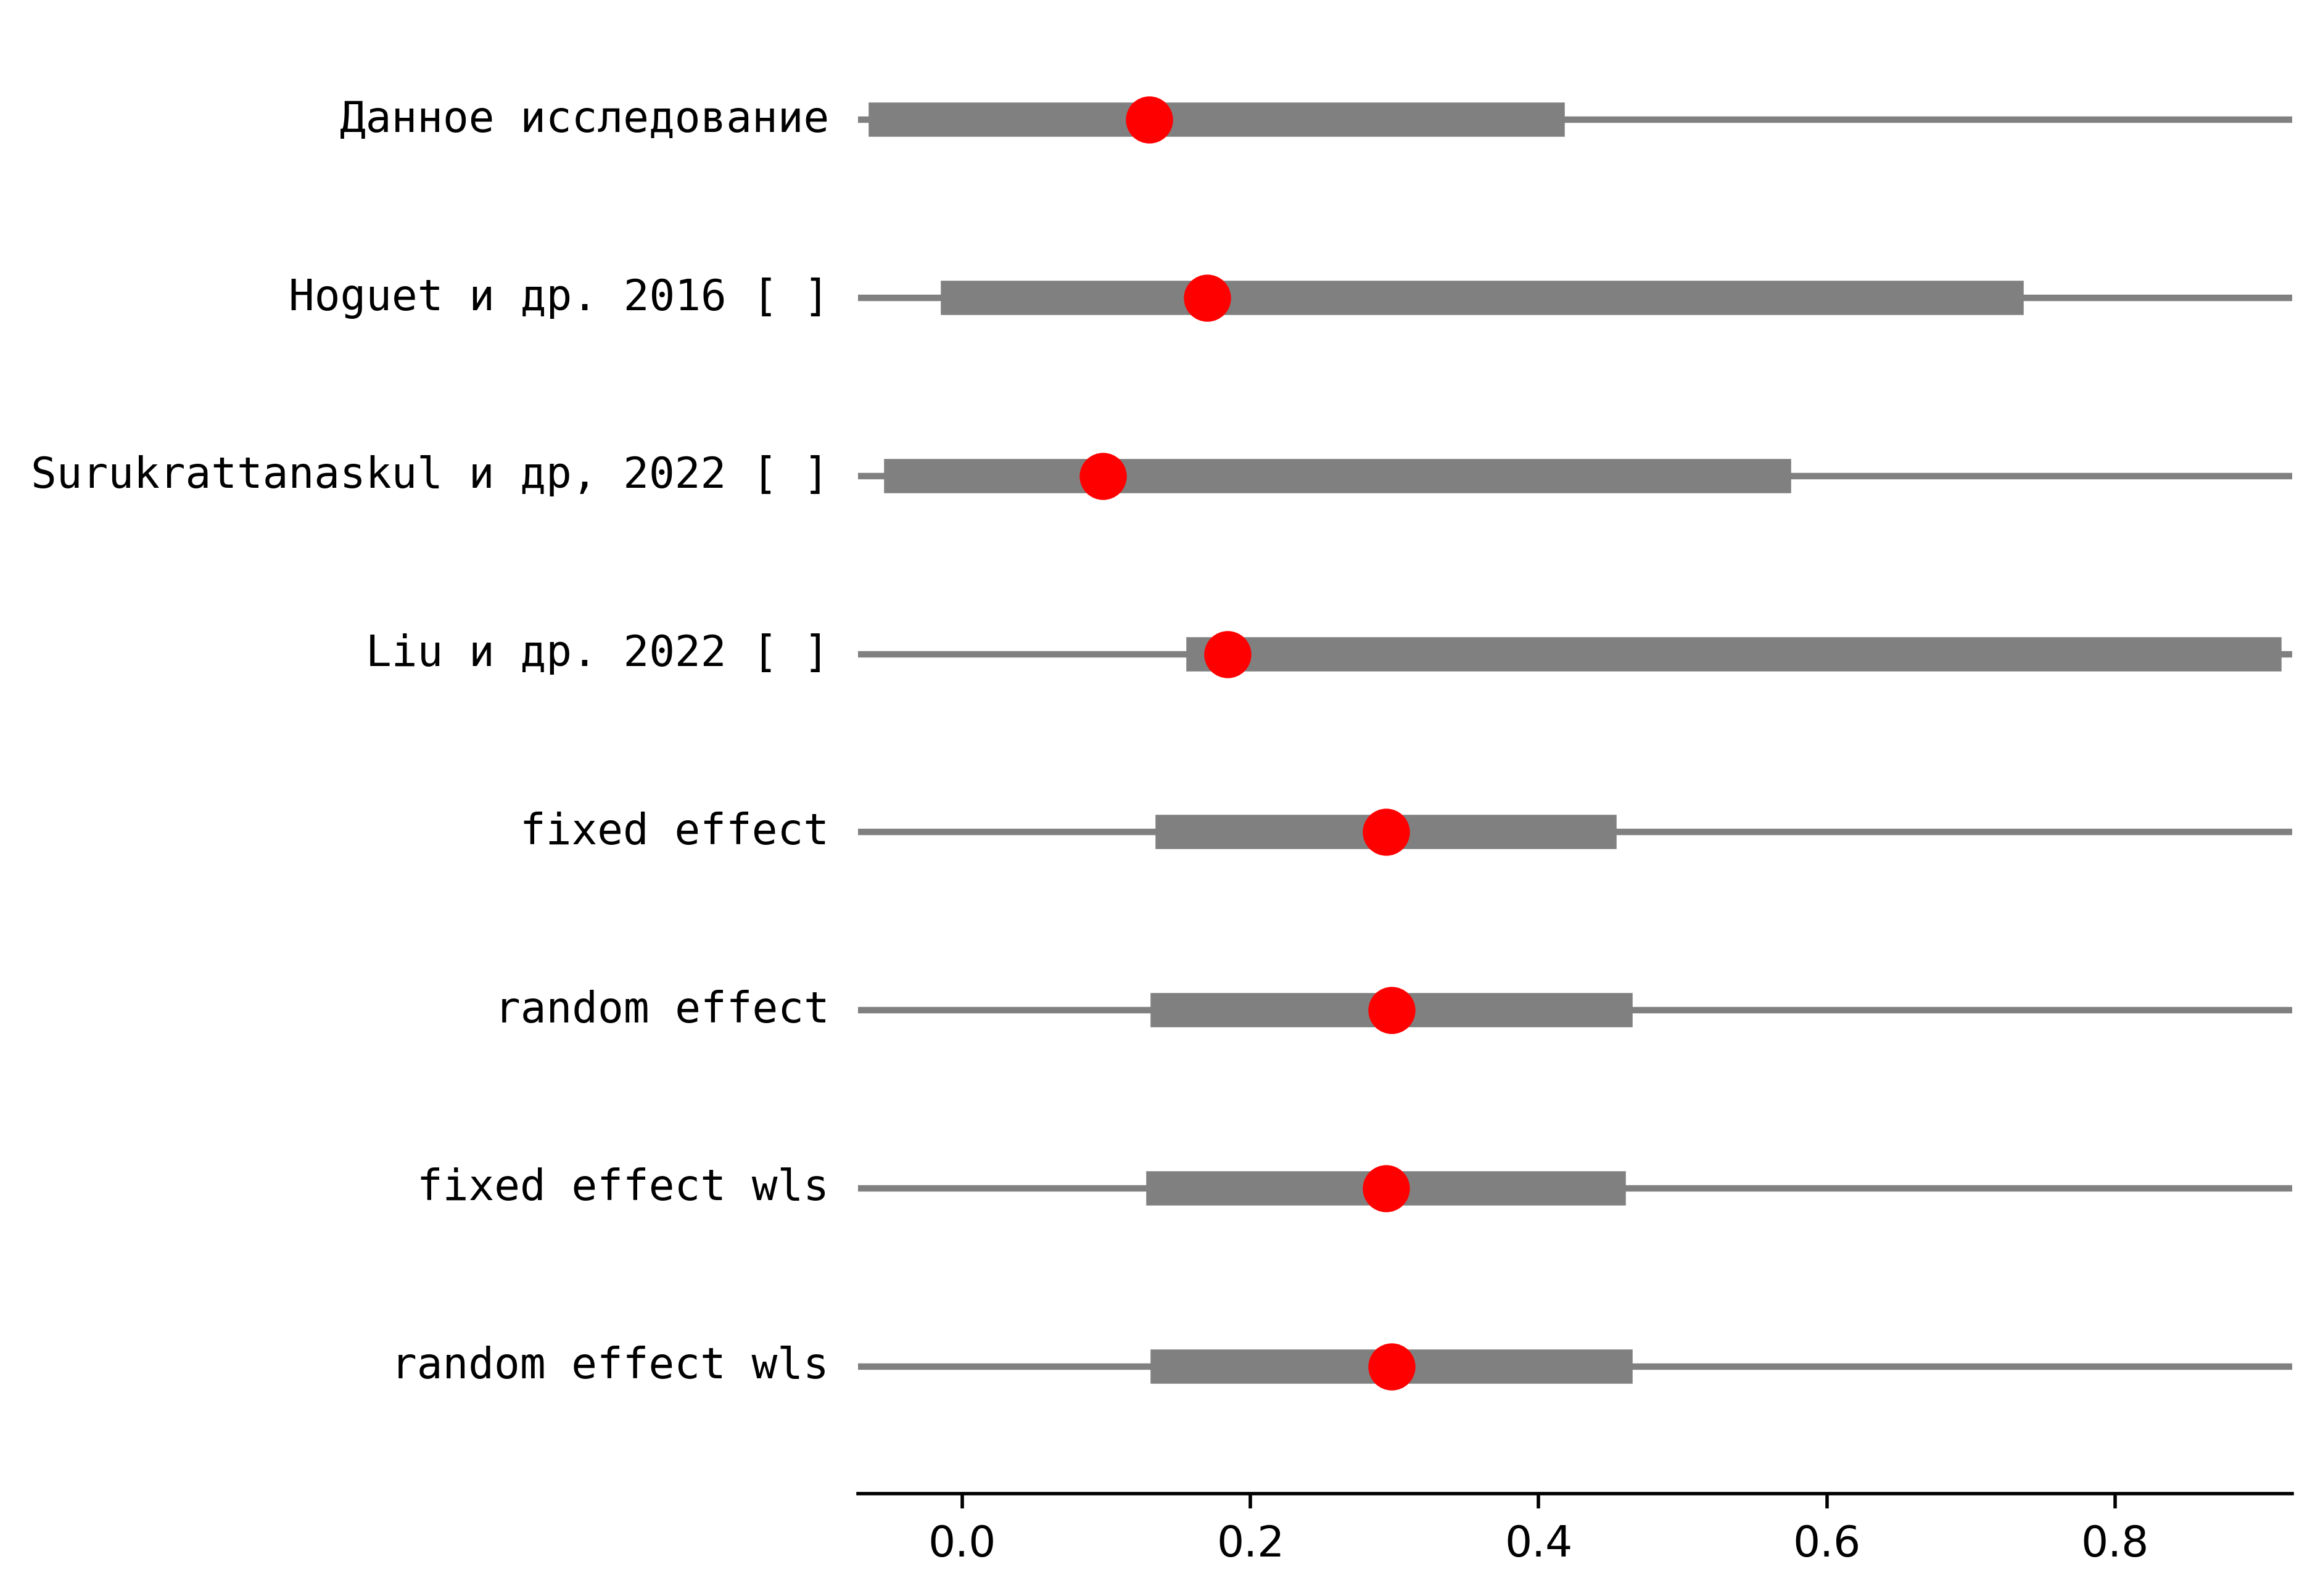 Данное исследование
Hoguet и др. 2016 [ ]
Surukrattanaskul и др, 2022 [ ]
Liu и др. 2022 [ ]
fixed effect
random effect
fixed effect wls
random effect wls
0.0 0.2 0.4 0.6 0.8